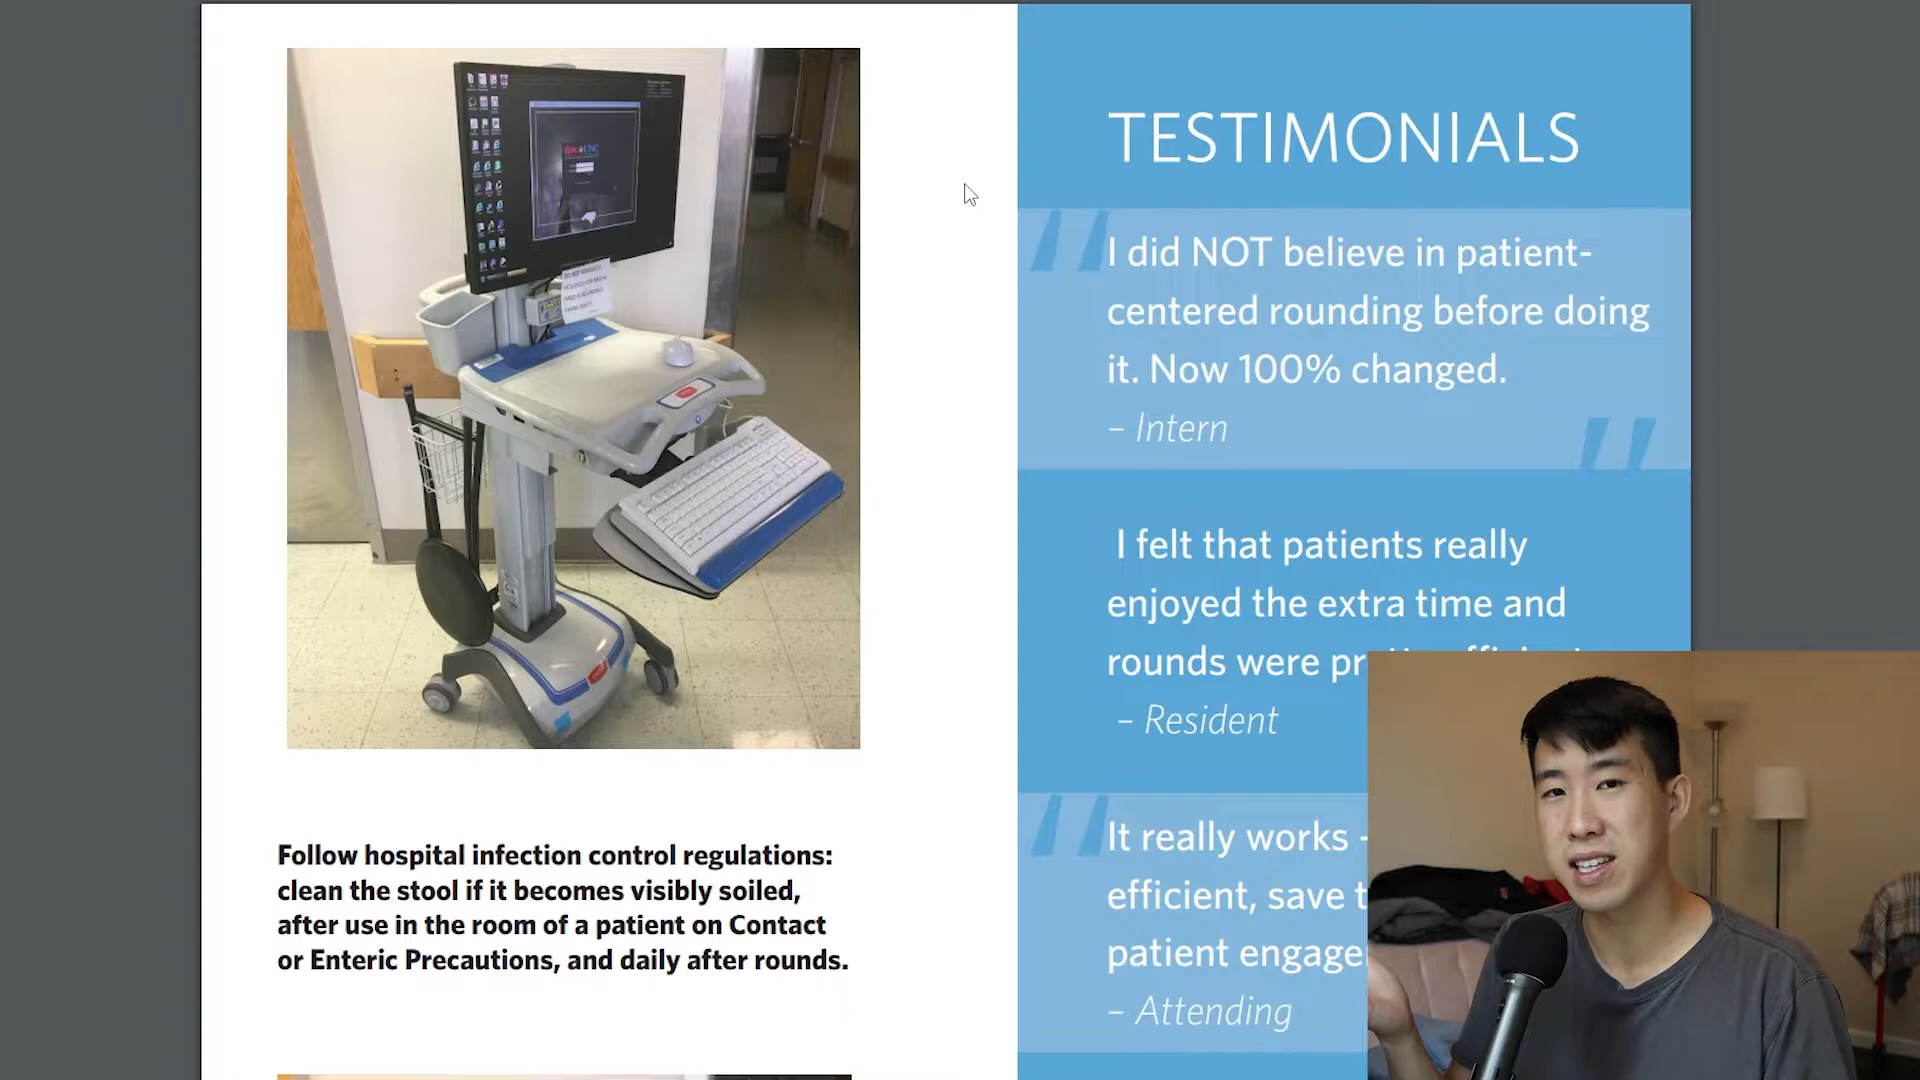 Follow hospital infection control regulations:
clean the stool if it becomes visibly soiled,
after use in the room of a patient on Contact
or Enteric Precautions, and daily after rounds.
TESTIMONIALS
"I did NOT believe in patient-
centered rounding before doing
it. Now 100% changed.
– Intern "
I felt that patients really
enjoyed the extra time and
rounds were
– Resident
"It really works -
efficient, save
patient
– Attending